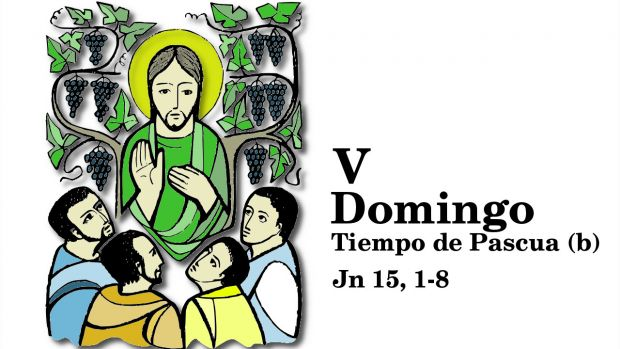 V
Domingo
Tiempo de Pascua (b)
Jn 15, 1-8